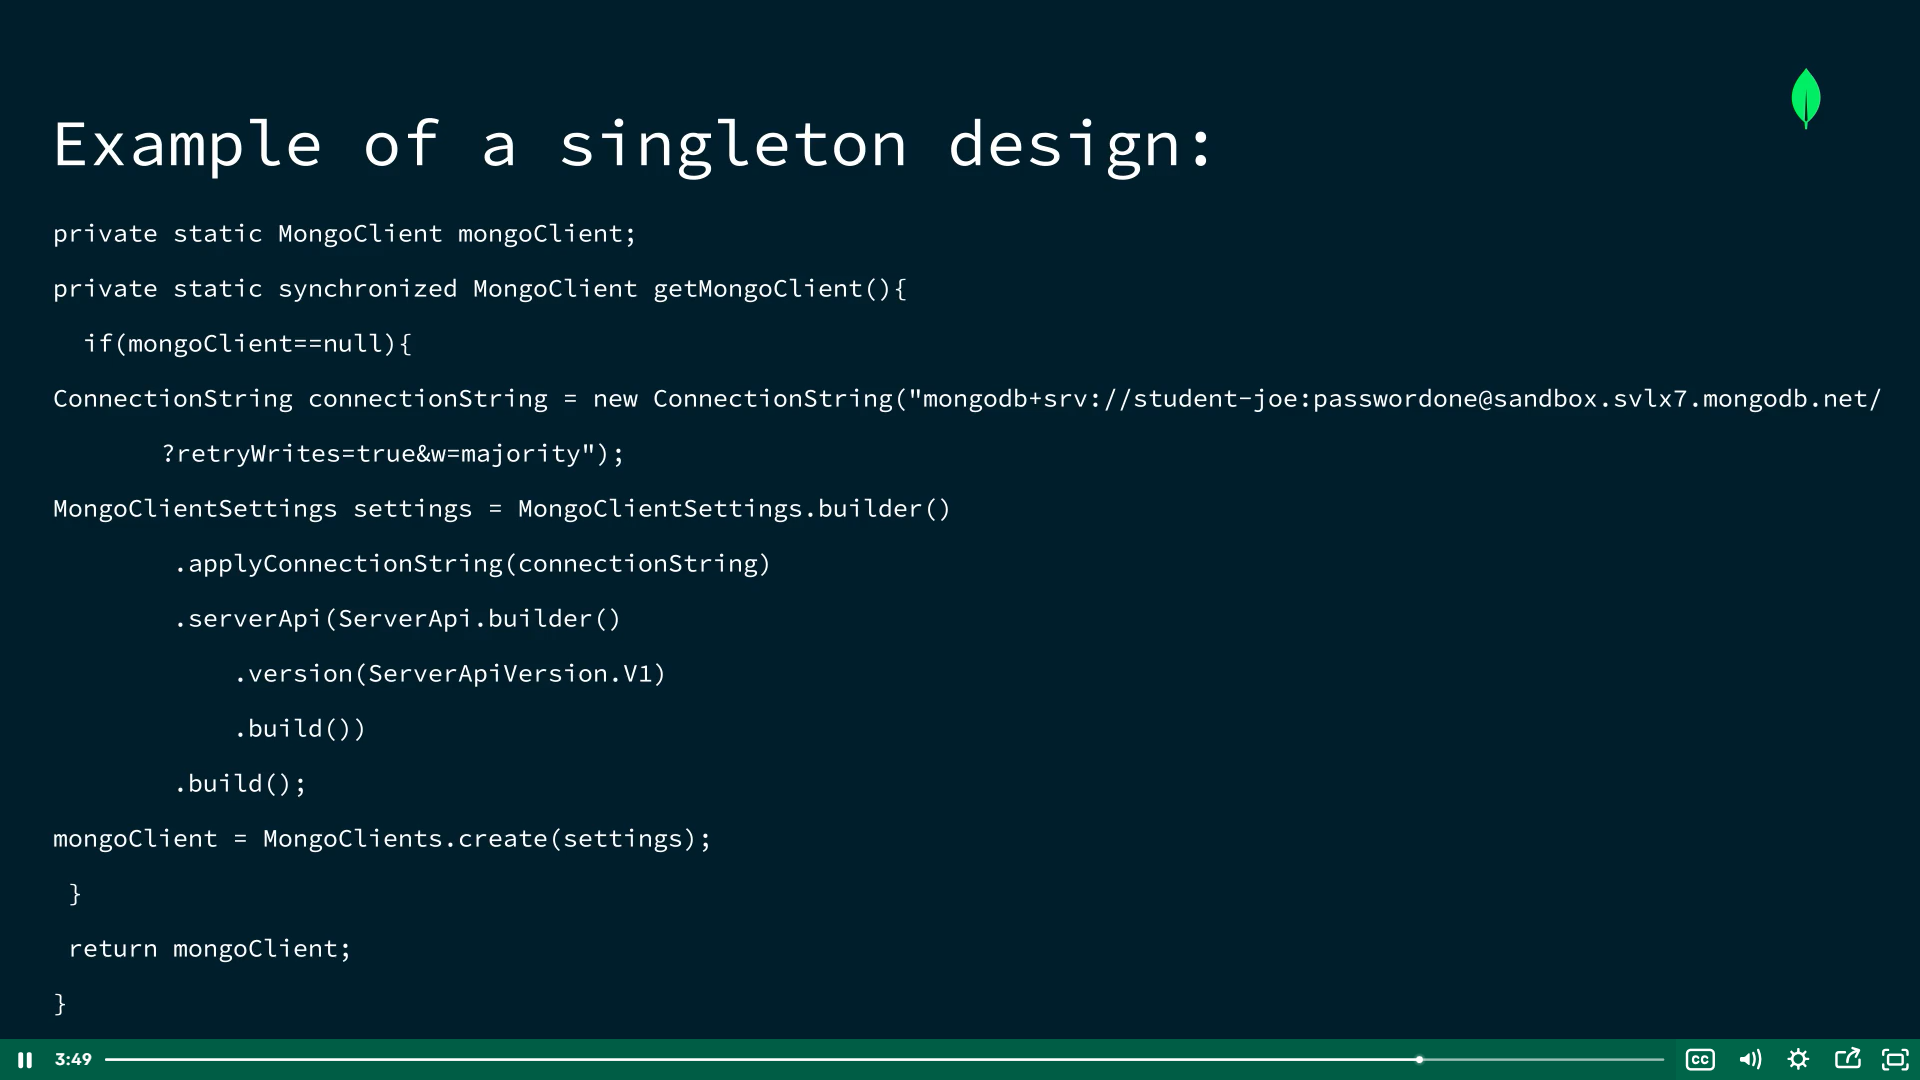 Example of a singleton design:
private static MongoClient mongoClient;
private static synchronized MongoClient getMongoClient(){
if(mongoClient==null){
ConnectionString connectionString = new ConnectionString("mongodb+srv://student-joe:passwordone@sandbox.svlx7.mongodb.net/
?retryWrites=true&w=majority");
MongoClientSettings settings = MongoClientSettings.builder()
.applyConnectionString(connectionString)
.serverApi(ServerApi.builder()
.version(ServerApiVersion.V1)
.build())
.build();
mongoClient = MongoClients.create(settings);
}
return mongoClient;
}
3:49
CC